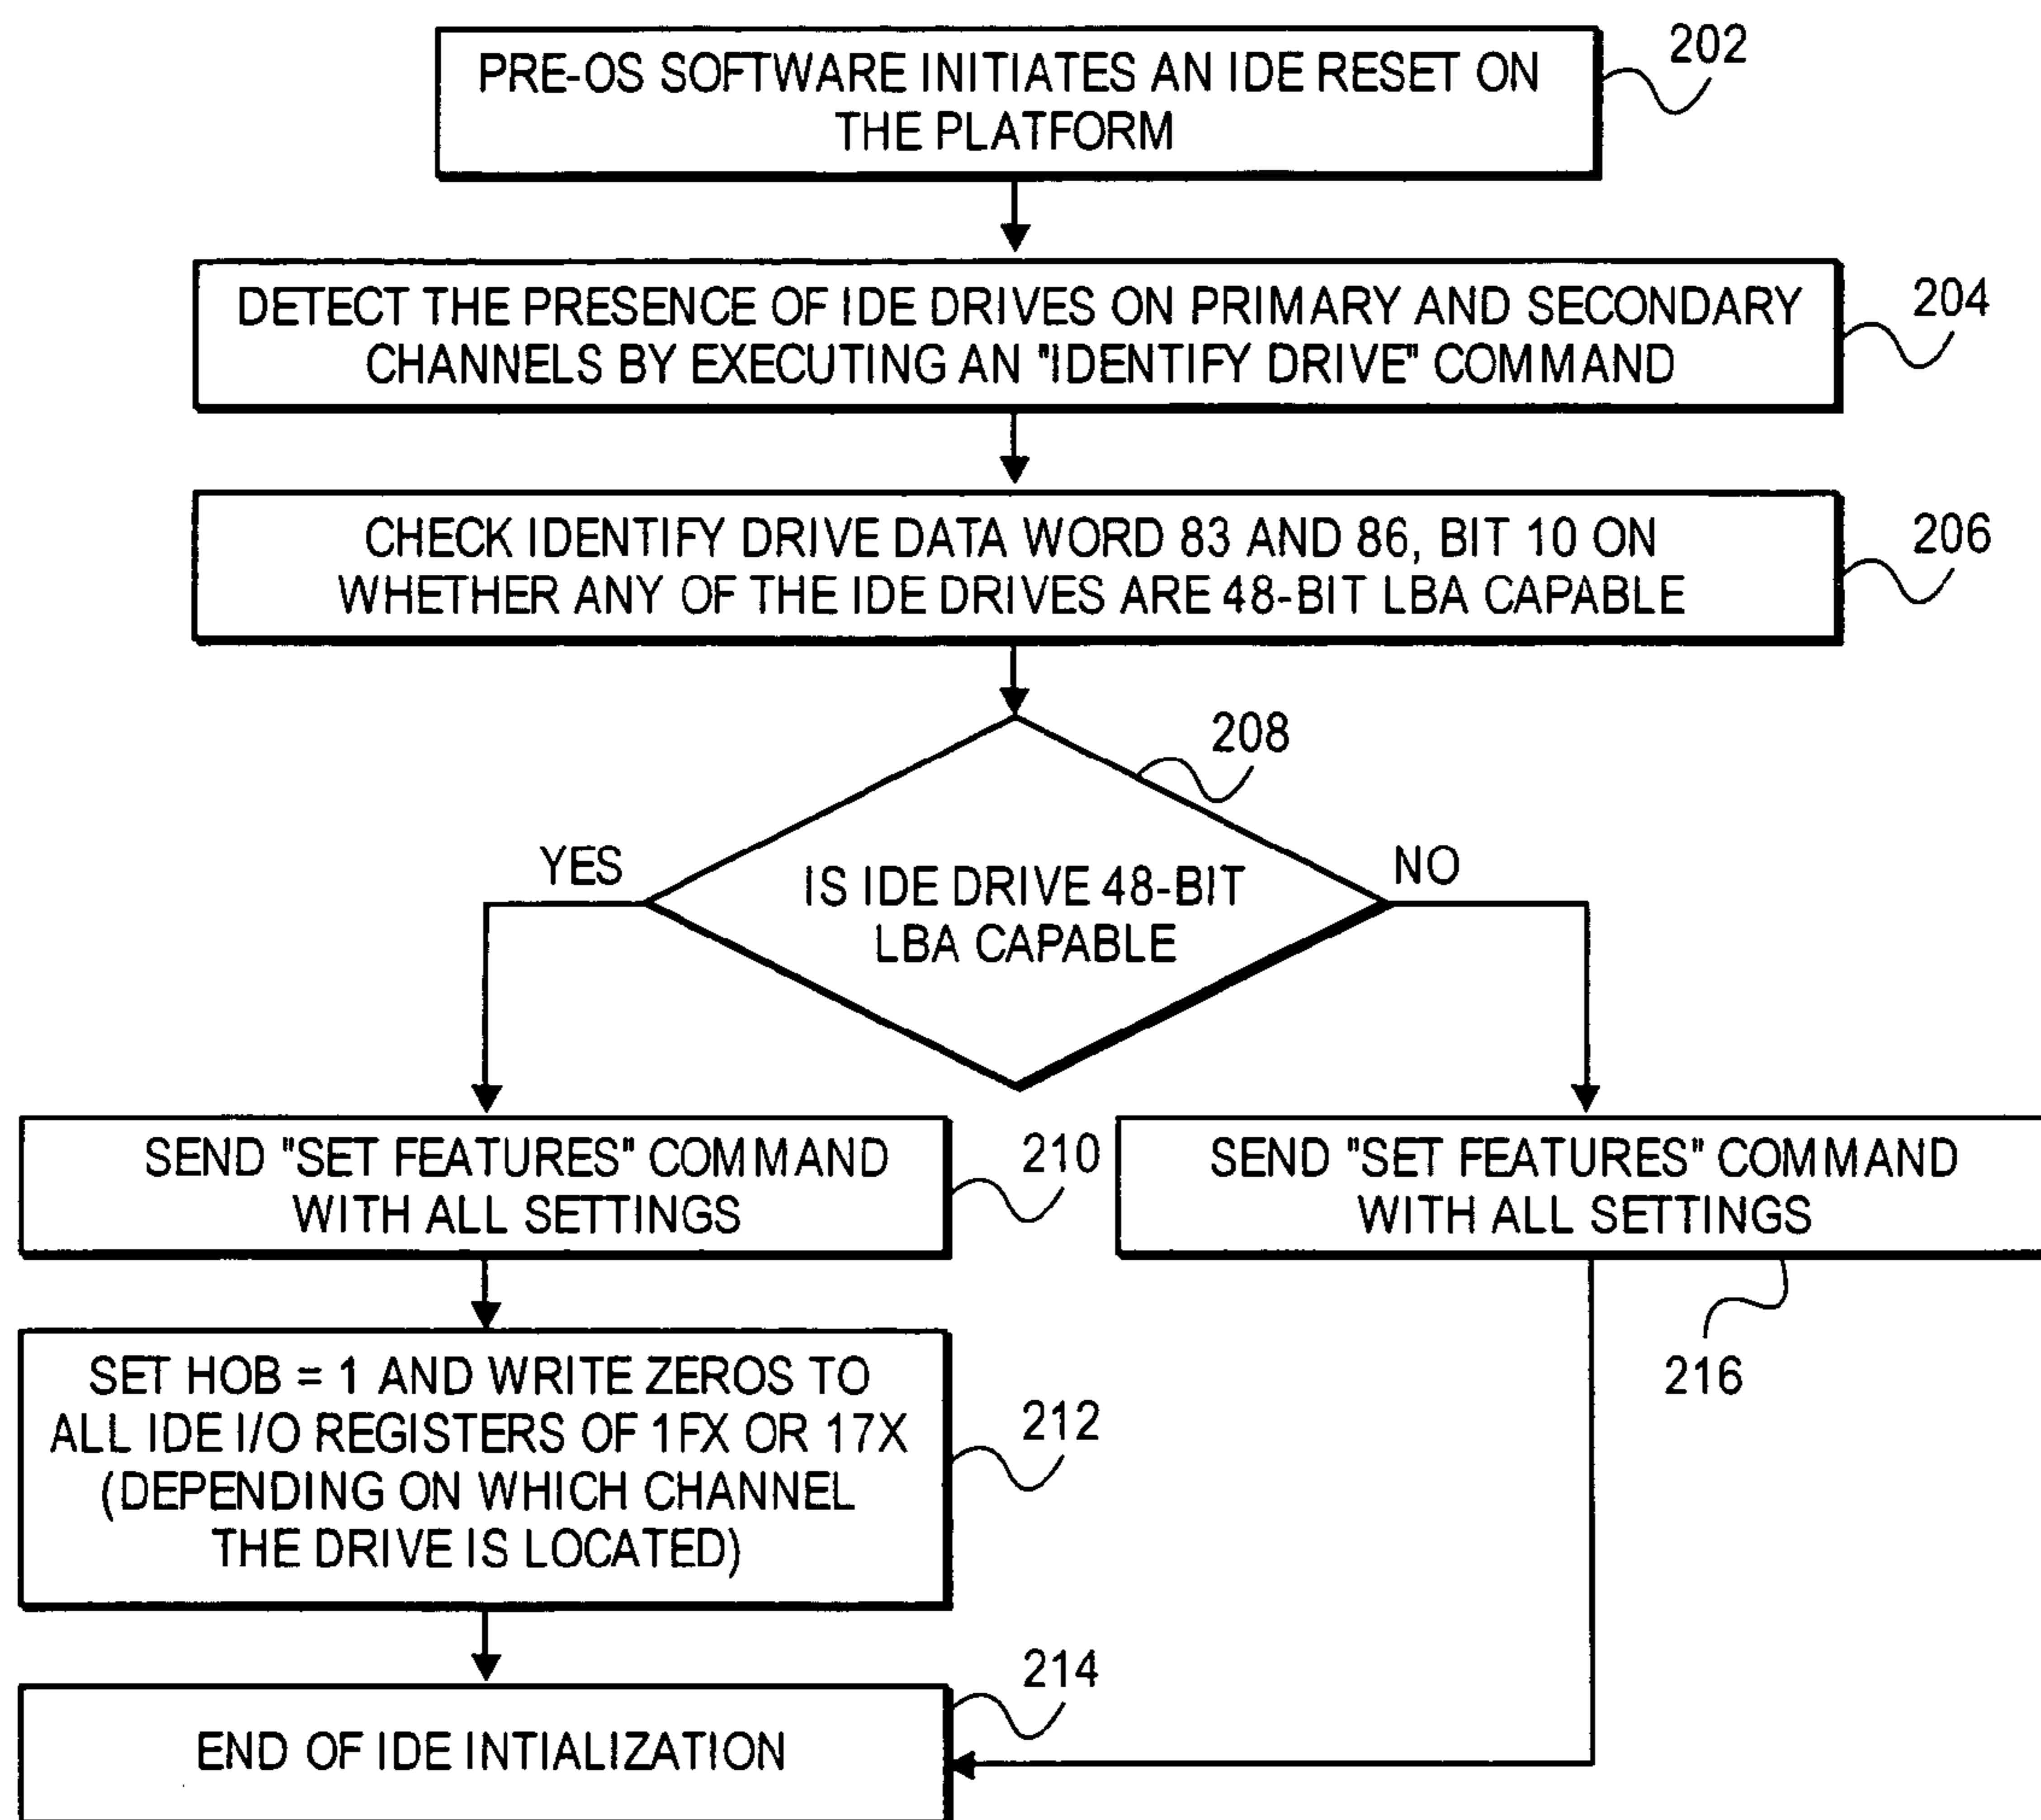 PRE-OS SOFTWARE INITIATES AN IDE RESET ON
THE PLATFORM
202
DETECT THE PRESENCE OF IDE DRIVES ON PRIMARY AND SECONDARY
CHANNELS BY EXECUTING AN "IDENTIFY DRIVE" COMMAND
204
CHECK IDENTIFY DRIVE DATA WORD 83 AND 86, BIT 10 ON
WHETHER ANY OF THE IDE DRIVES ARE 48-BIT LBA CAPABLE
206
208
YES
IS IDE DRIVE 48-BIT
LBA CAPABLE
NO
SEND "SET FEATURES" COMMAND
WITH ALL SETTINGS
210
SEND "SET FEATURES" COMMAND
WITH ALL SETTINGS
216
SET HOB = 1 AND WRITE ZEROS TO
ALL IDE I/O REGISTERS OF 1FX OR 17X
(DEPENDING ON WHICH CHANNEL
THE DRIVE IS LOCATED)
212
214
END OF IDE INTIALIZATION